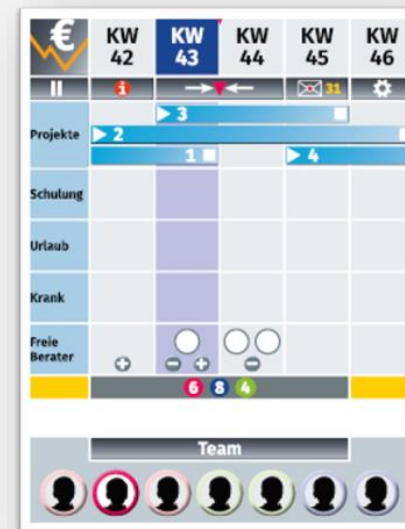 € KW 42 KW 43 KW 44 KW 45 KW 46
31
3
Projekte 2
1 4
Schulung
Urlaub
Krank
Freie
Berater
6 8 4
Team